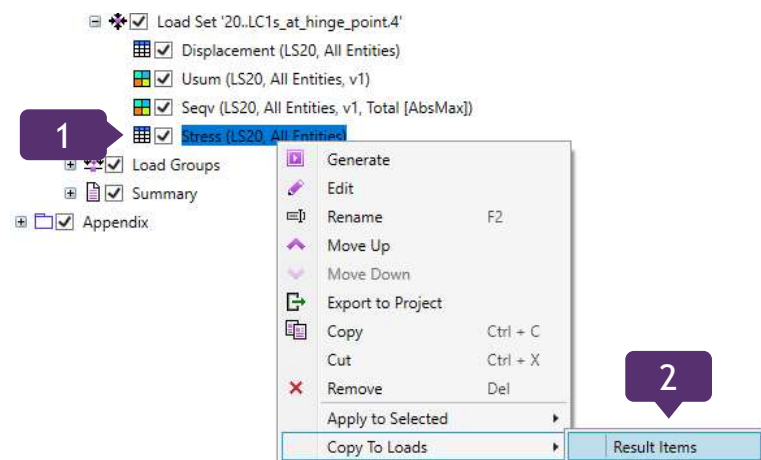 Load Set '20..LC1s_at_hinge_point.4'
Displacement (LS20, All Entities)
Usum (LS20, All Entities, v1)
Seqv (LS20, All Entities, v1, Total [AbsMax])
1
Stress (LS20, All Entities)
Load Groups
Summary
Appendix
Generate
Edit
Rename F2
Move Up
Move Down
Export to Project
Copy Ctrl + C
Cut Ctrl + X
Remove Del
Apply to Selected
Copy To Loads
2
Result Items